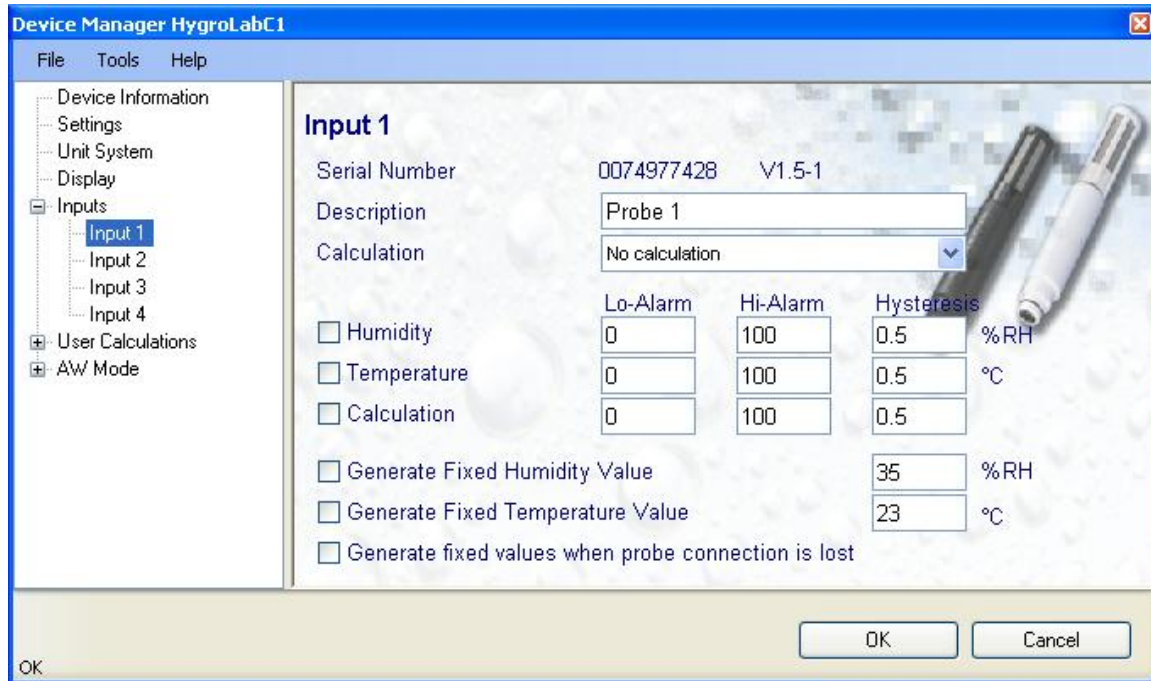 Device Manager HygroLabC1
File Tools Help
Device Information
Settings
Unit System
Display
Inputs
Input 1
Input 2
Input 3
Input 4
User Calculations
AW Mode
Input 1
Serial Number 0074977428 V1.5-1
Description Probe 1
Calculation No calculation
Lo-Alarm Hi-Alarm Hysteresis
Humidity 0 100 0.5 %RH
Temperature 0 100 0.5 °C
Calculation 0 100 0.5
Generate Fixed Humidity Value 35 %RH
Generate Fixed Temperature Value 23 °C
Generate fixed values when probe connection is lost
OK Cancel
OK